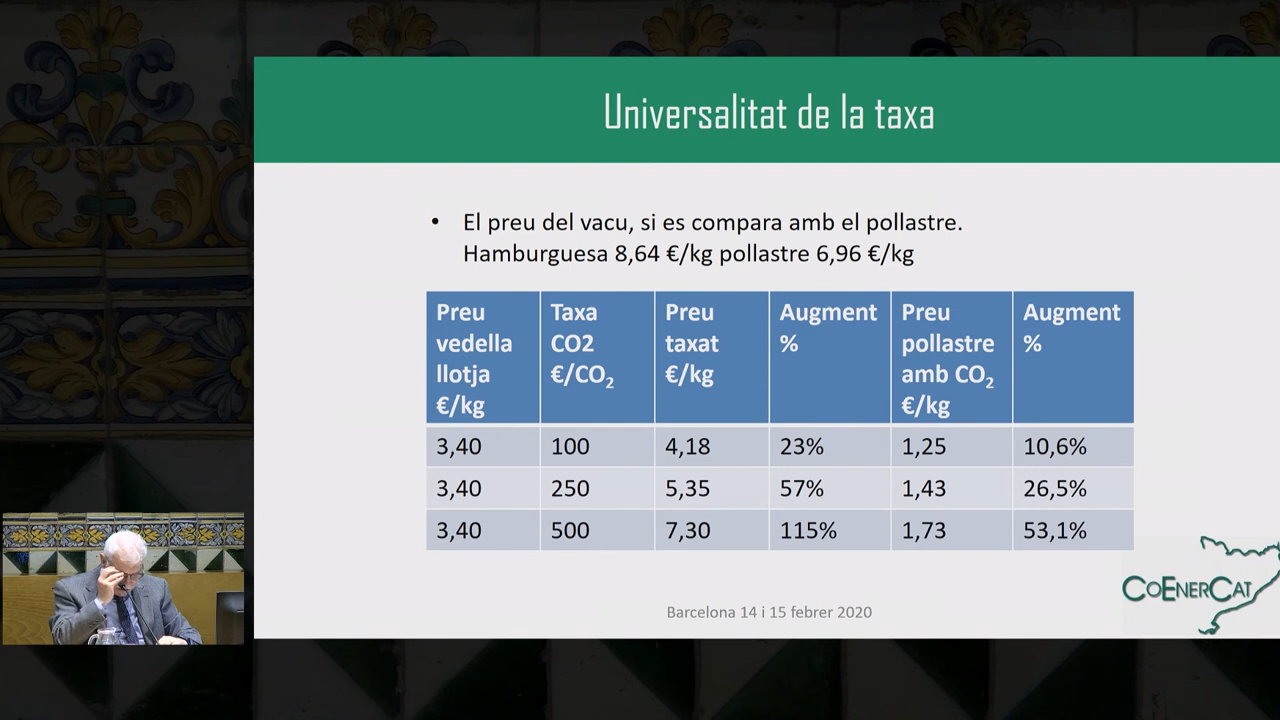 Universalitat de la taxa
• El preu del vacu, si es compara amb el pollastre.
Hamburguesa 8,64 €/kg pollastre 6,96 €/kg
Preu vedella llotja €/kg | Taxa CO2 €/CO₂ | Preu taxat €/kg | Augment % | Preu pollastre amb CO₂ €/kg | Augment %
3,40 | 100 | 4,18 | 23% | 1,25 | 10,6%
3,40 | 250 | 5,35 | 57% | 1,43 | 26,5%
3,40 | 500 | 7,30 | 115% | 1,73 | 53,1%
COENERCAT
Barcelona 14 i 15 febrer 2020